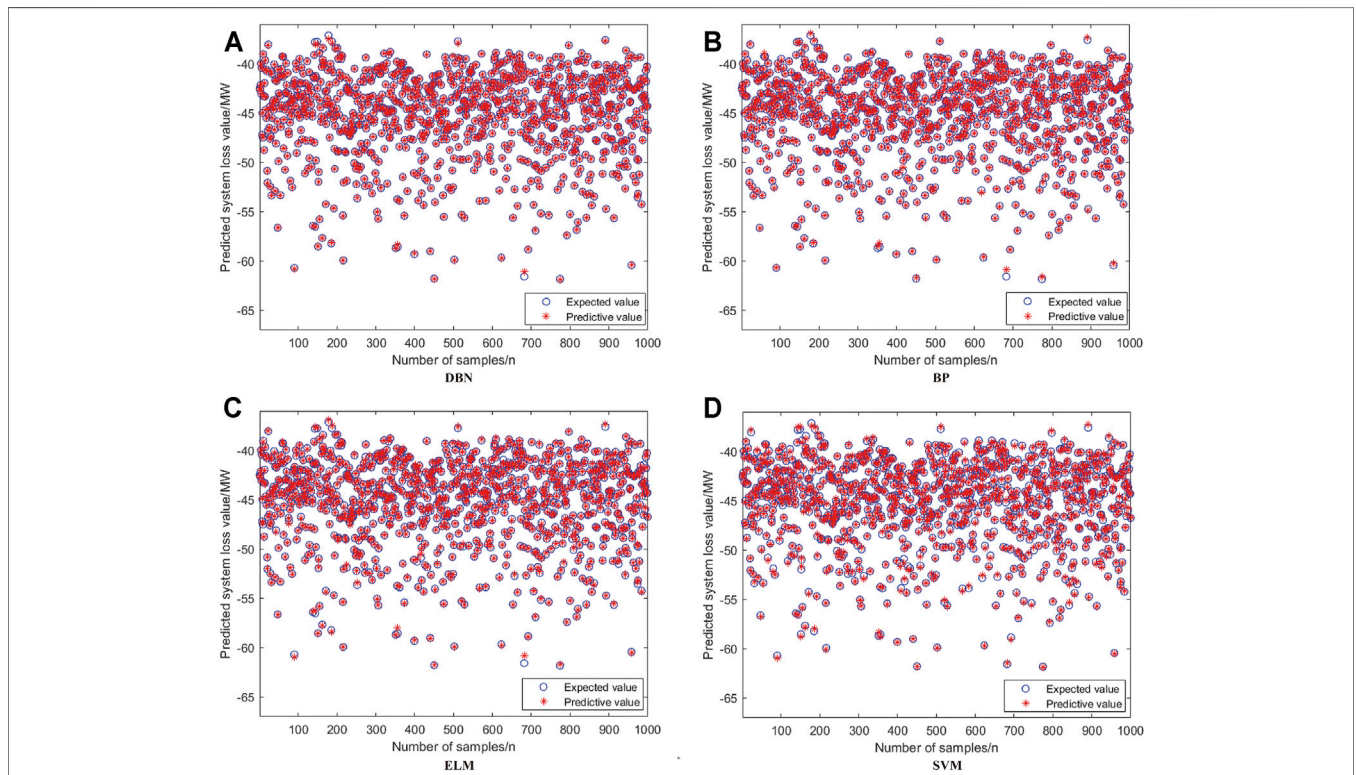 A
Predicted system loss value/MW
-40
-45
-50
-55
-60
-65
Expected value
Predictive value
100 200 300 400 500 600 700 800 900 1000
Number of samples/n
DBN
B
Predicted system loss value/MW
-40
-45
-50
-55
-60
-65
Expected value
Predictive value
100 200 300 400 500 600 700 800 900 1000
Number of samples/n
BP
C
Predicted system loss value/MW
-40
-45
-50
-55
-60
-65
Expected value
Predictive value
100 200 300 400 500 600 700 800 900 1000
Number of samples/n
ELM
D
Predicted system loss value/MW
-40
-45
-50
-55
-60
-65
Expected value
Predictive value
100 200 300 400 500 600 700 800 900 1000
Number of samples/n
SVM